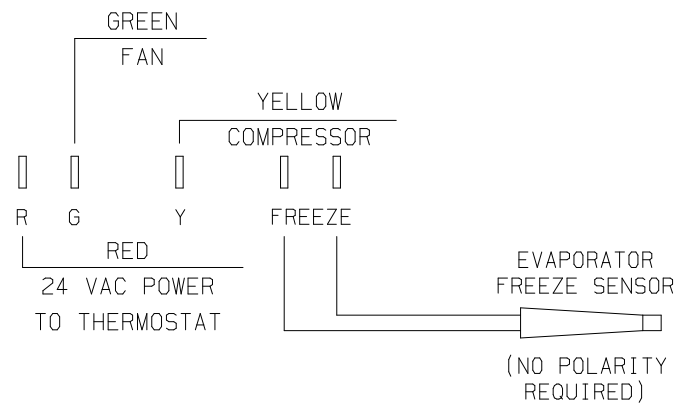 GREEN
FAN
YELLOW
COMPRESSOR
R G Y FREEZE
RED
24 VAC POWER
TO THERMOSTAT
EVAPORATOR
FREEZE SENSOR
(NO POLARITY
REQUIRED)